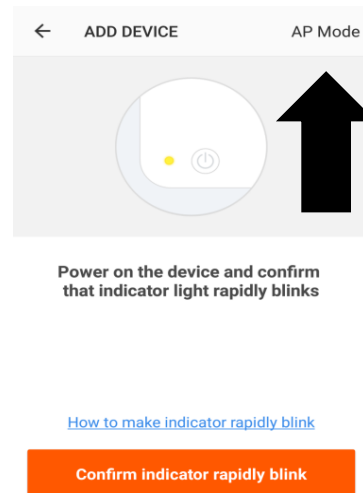 ADD DEVICE AP Mode
Power on the device and confirm
that indicator light rapidly blinks
How to make indicator rapidly blink
Confirm indicator rapidly blink